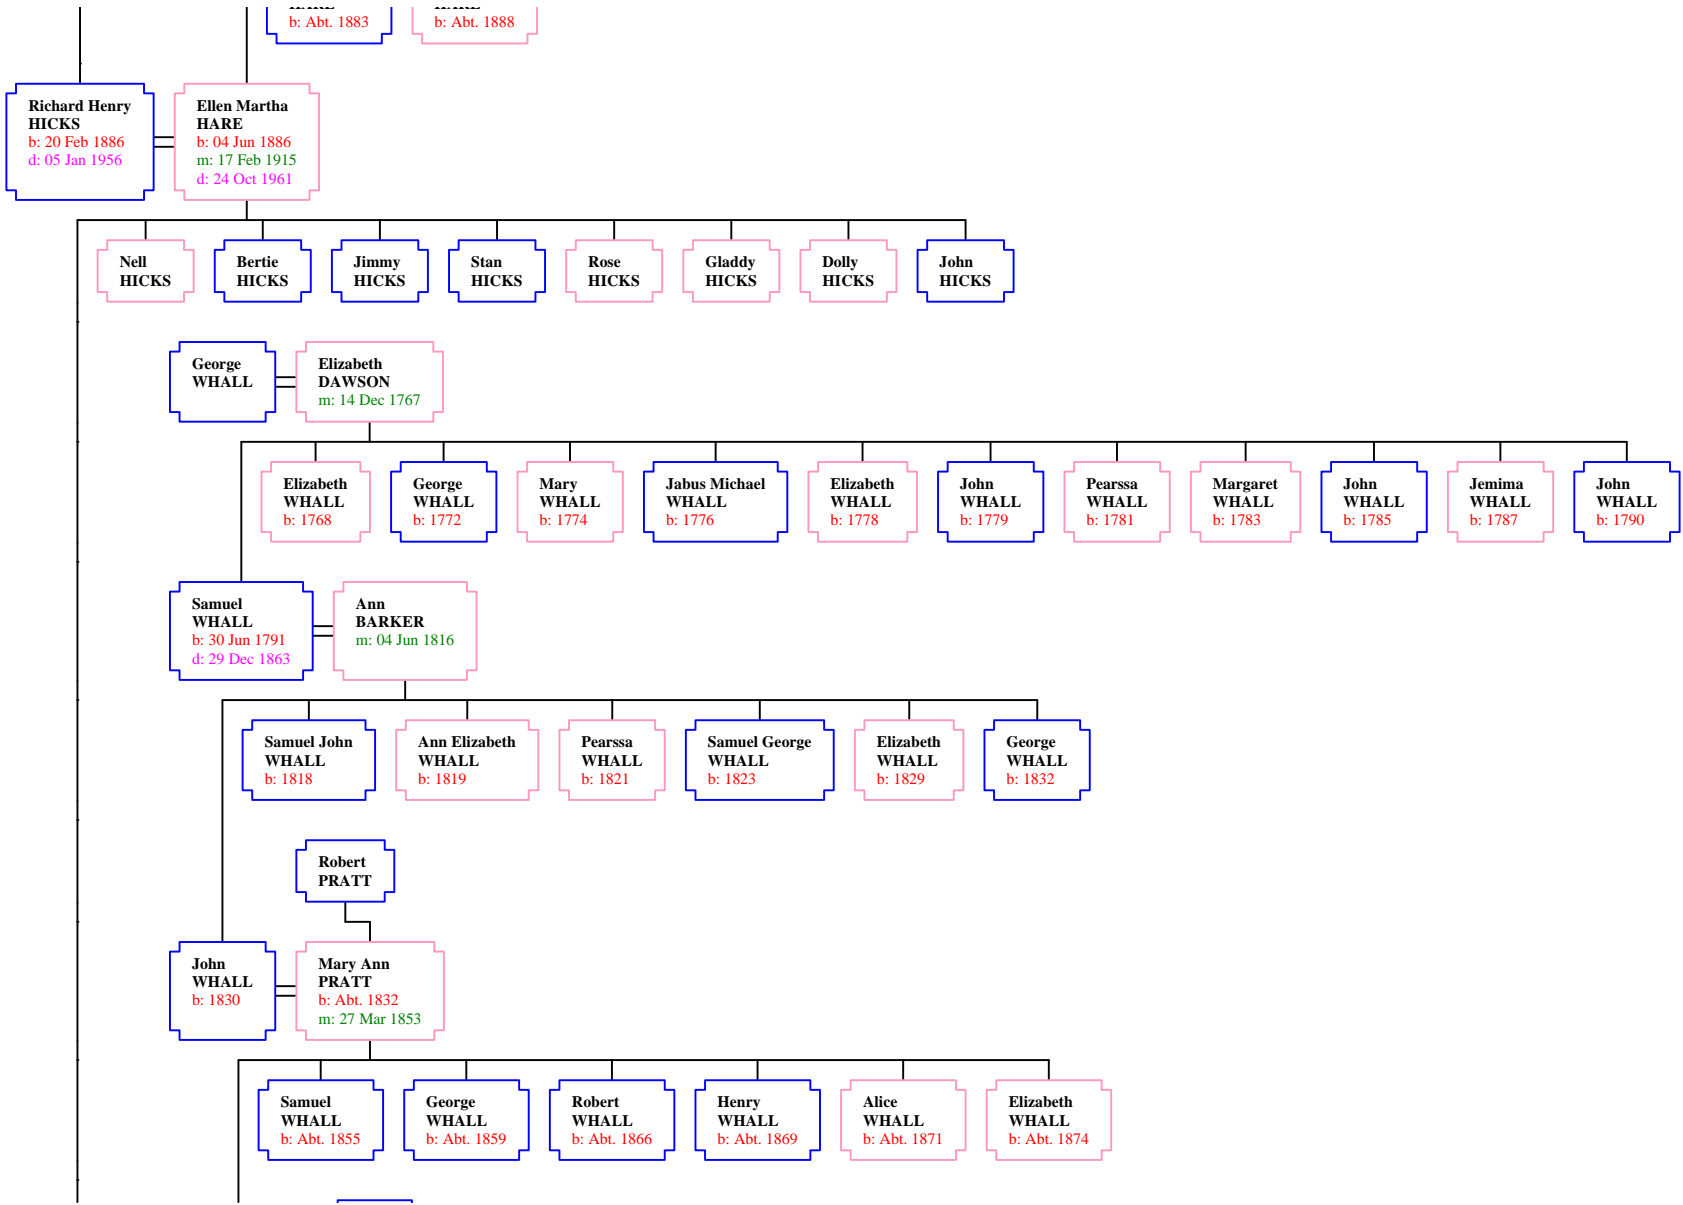 b: Abt. 1883
b: Abt. 1888
Richard Henry
HICKS
b: 20 Feb 1886
d: 05 Jan 1956
Ellen Martha
HARE
b: 04 Jun 1886
m: 17 Feb 1915
d: 24 Oct 1961
Nell
HICKS
Bertie
HICKS
Jimmy
HICKS
Stan
HICKS
Rose
HICKS
Gladdy
HICKS
Dolly
HICKS
John
HICKS
George
WHALL
Elizabeth
DAWSON
m: 14 Dec 1767
Elizabeth
WHALL
b: 1768
George
WHALL
b: 1772
Mary
WHALL
b: 1774
Jabus Michael
WHALL
b: 1776
Elizabeth
WHALL
b: 1778
John
WHALL
b: 1779
Pearssa
WHALL
b: 1781
Margaret
WHALL
b: 1783
John
WHALL
b: 1785
Jemima
WHALL
b: 1787
John
WHALL
b: 1790
Samuel
WHALL
b: 30 Jun 1791
d: 29 Dec 1863
Ann
BARKER
m: 04 Jun 1816
Samuel John
WHALL
b: 1818
Ann Elizabeth
WHALL
b: 1819
Pearssa
WHALL
b: 1821
Samuel George
WHALL
b: 1823
Elizabeth
WHALL
b: 1829
George
WHALL
b: 1832
Robert
PRATT
John
WHALL
b: 1830
Mary Ann
PRATT
b: Abt. 1832
m: 27 Mar 1853
Samuel
WHALL
b: Abt. 1855
George
WHALL
b: Abt. 1859
Robert
WHALL
b: Abt. 1866
Henry
WHALL
b: Abt. 1869
Alice
WHALL
b: Abt. 1871
Elizabeth
WHALL
b: Abt. 1874